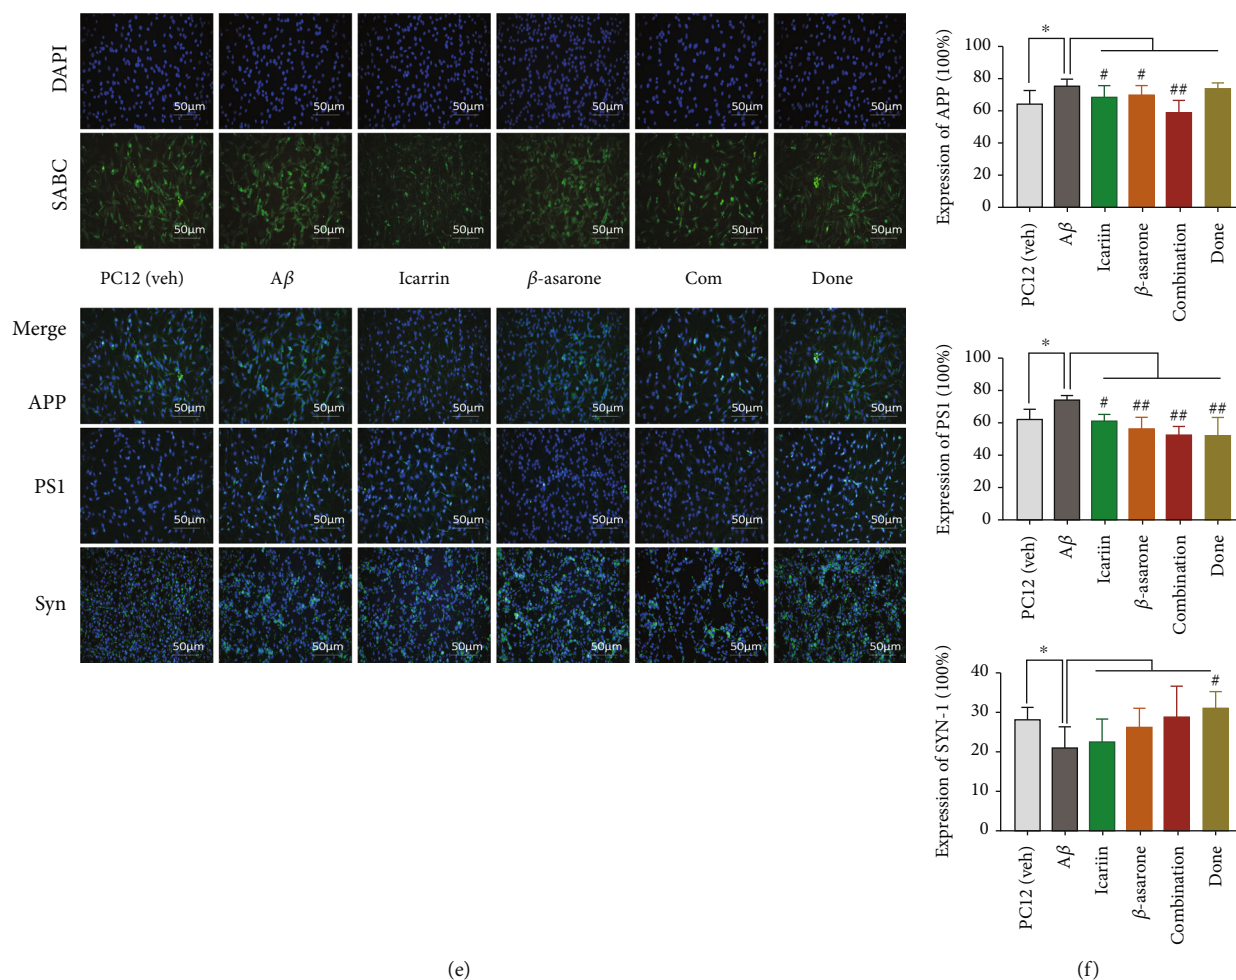 DAPI
50μm 50μm 50μm 50μm 50μm 50μm
SABC
50μm 50μm 50μm 50μm 50μm 50μm
PC12 (veh) Aβ Icarrin β-asarone Com Done
Merge
APP
50μm 50μm 50μm 50μm 50μm 50μm
PS1
50μm 50μm 50μm 50μm 50μm 50μm
Syn
50μm 50μm 50μm 50μm 50μm 50μm
(e)
Expression of APP (100%)
100
80
60
40
20
0
* # # ##
PC12 (veh)
Aβ
Icariin
β-asarone
Combination
Done
Expression of PS1 (100%)
100
80
60
40
20
0
* # ## ## ##
PC12 (veh)
Aβ
Icariin
β-asarone
Combination
Done
Expression of SYN-1 (100%)
40
30
20
10
0
* #
PC12 (veh)
Aβ
Icariin
β-asarone
Combination
Done
(f)